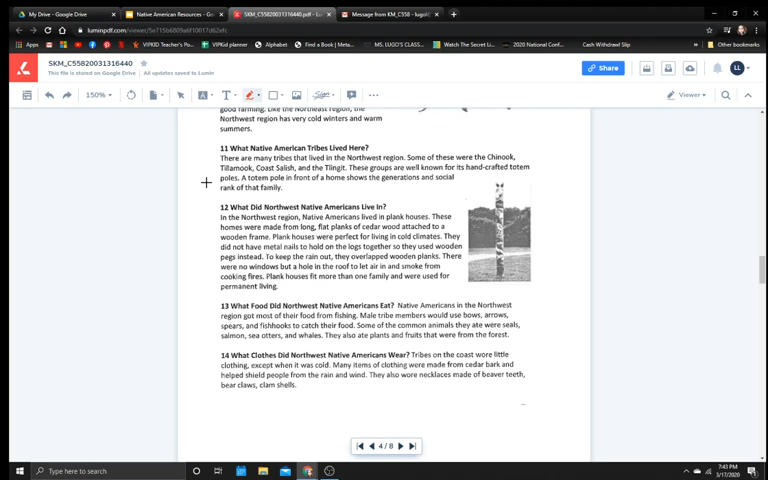 My Drive - Google Drive
Native American Resources - Goo
SKM_C55820031316440.pdf - Lum
Message from KM_C558 - lugol@
luminpdf.com/viewer/5e715b6809a6f10017d62efc
Apps
VIPKID Teacher's Po...
VIPKid planner
Alphabet
Find a Book | Meta...
MS. LUGO'S CLASS...
Watch The Secret Li...
2020 National Conf...
Cash Withdrawl Slip
Other bookmarks
SKM_C55820031316440
This file is stored on Google Drive
All updates saved to Lumin
Share
LL
150%
Viewer
good farming. Like the Northeast region, the
Northwest region has very cold winters and warm
summers.
11 What Native American Tribes Lived Here?
There are many tribes that lived in the Northwest region. Some of these were the Chinook,
Tillamook, Coast Salish, and the Tlingit. These groups are well known for its hand-crafted totem
poles. A totem pole in front of a home shows the generations and social
rank of that family.
12 What Did Northwest Native Americans Live In?
In the Northwest region, Native Americans lived in plank houses. These
homes were made from long, flat planks of cedar wood attached to a
wooden frame. Plank houses were perfect for living in cold climates. They
did not have metal nails to hold on the logs together so they used wooden
pegs instead. To keep the rain out, they overlapped wooden planks. There
were no windows but a hole in the roof to let air in and smoke from
cooking fires. Plank houses fit more than one family and were used for
permanent living.
13 What Food Did Northwest Native Americans Eat? Native Americans in the Northwest
region got most of their food from fishing. Male tribe members would use bows, arrows,
spears, and fishhooks to catch their food. Some of the common animals they ate were seals,
salmon, sea otters, and whales. They also ate plants and fruits that were from the forest.
14 What Clothes Did Northwest Native Americans Wear? Tribes on the coast wore little
clothing, except when it was cold. Many items of clothing were made from cedar bark and
helped shield people from the rain and wind. They also wore necklaces made of beaver teeth,
bear claws, clam shells.
4 / 8
Type here to search
7:43 PM
3/17/2020